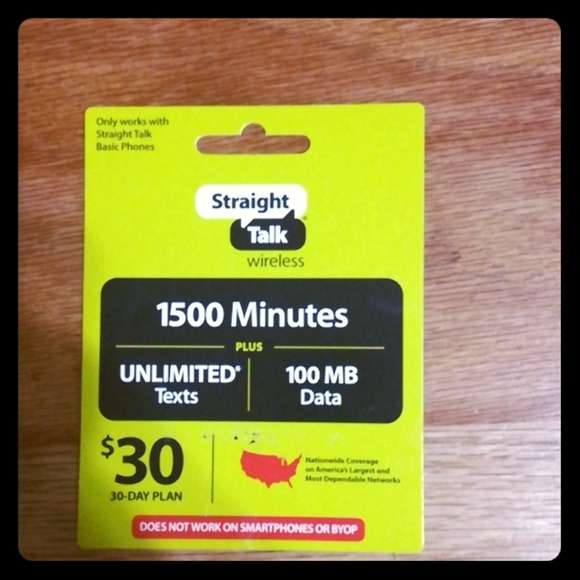 Only works with
Straight Talk
Basic Phones
Straight
Talk®
wireless
1500 Minutes
PLUS
UNLIMITED*
Texts
100 MB
Data
$30
30-DAY PLAN
Nationwide Coverage
on America's Largest and
Most Dependable Networks
DOES NOT WORK ON SMARTPHONES OR BYOP